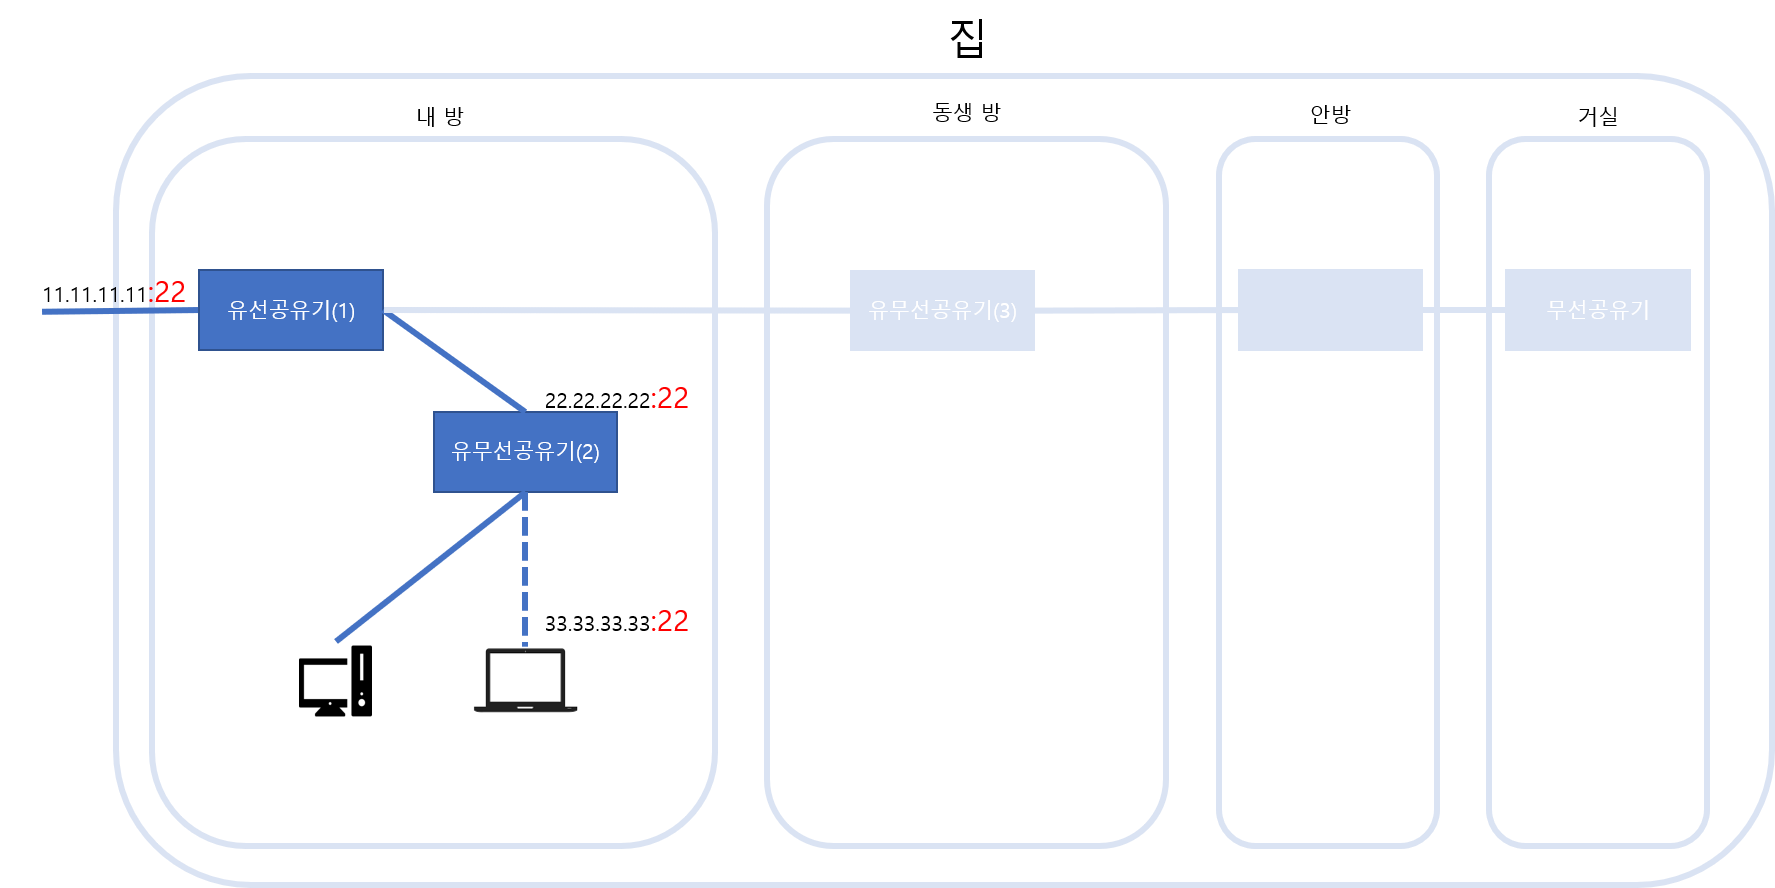 집
내 방
동생 방
안방
거실
11.11.11.11:22
유선공유기(1)
유무선공유기(3)
무선공유기
22.22.22.22:22
유무선공유기(2)
33.33.33.33:22